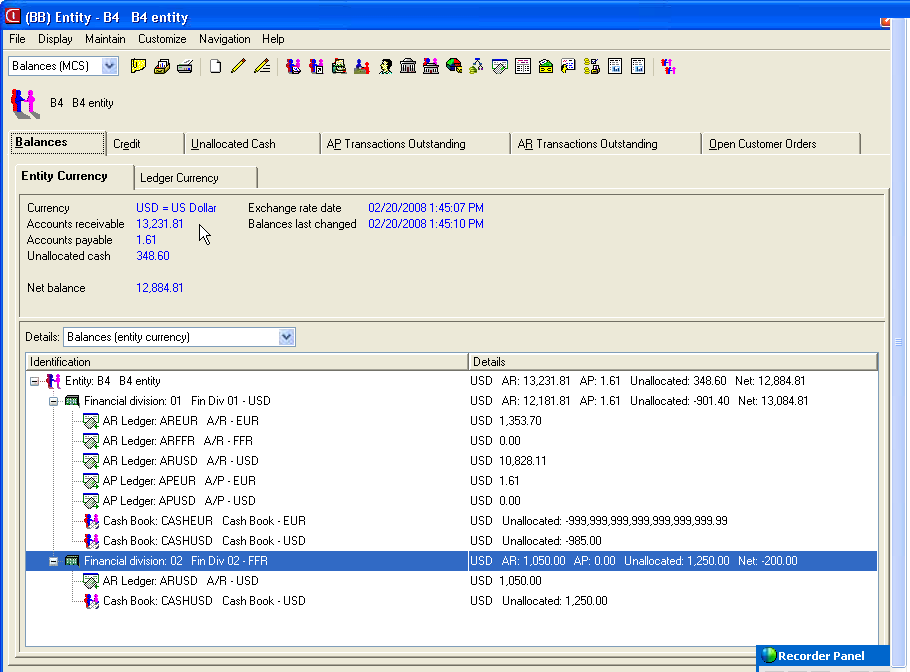 (BB) Entity - B4   B4 entity
File   Display   Maintain   Customize   Navigation   Help
Balances (MCS)
B4   B4 entity
Balances   Credit   Unallocated Cash   AP Transactions Outstanding   AR Transactions Outstanding   Open Customer Orders
Entity Currency   Ledger Currency
Currency   USD = US Dollar   Exchange rate date   02/20/2008 1:45:07 PM
Accounts receivable   13,231.81   Balances last changed   02/20/2008 1:45:10 PM
Accounts payable   1.61
Unallocated cash   348.60
Net balance   12,884.81
Details: Balances (entity currency)
Identification   Details
Entity: B4   B4 entity   USD   AR: 13,231.81   AP: 1.61   Unallocated: 348.60   Net: 12,884.81
Financial division: 01   Fin Div 01 - USD   USD   AR: 12,181.81   AP: 1.61   Unallocated: -901.40   Net: 13,084.81
AR Ledger: AREUR   A/R - EUR   USD   1,353.70
AR Ledger: ARFFR   A/R - FFR   USD   0.00
AR Ledger: ARUSD   A/R - USD   USD   10,828.11
AP Ledger: APEUR   A/P - EUR   USD   1.61
AP Ledger: APUSD   A/P - USD   USD   0.00
Cash Book: CASHEUR   Cash Book - EUR   USD   Unallocated: -999,999,999,999,999,999,999.99
Cash Book: CASHUSD   Cash Book - USD   USD   Unallocated: -985.00
Financial division: 02   Fin Div 02 - FFR   USD   AR: 1,050.00   AP: 0.00   Unallocated: 1,250.00   Net: -200.00
AR Ledger: ARUSD   A/R - USD   USD   1,050.00
Cash Book: CASHUSD   Cash Book - USD   USD   Unallocated: 1,250.00
Recorder Panel